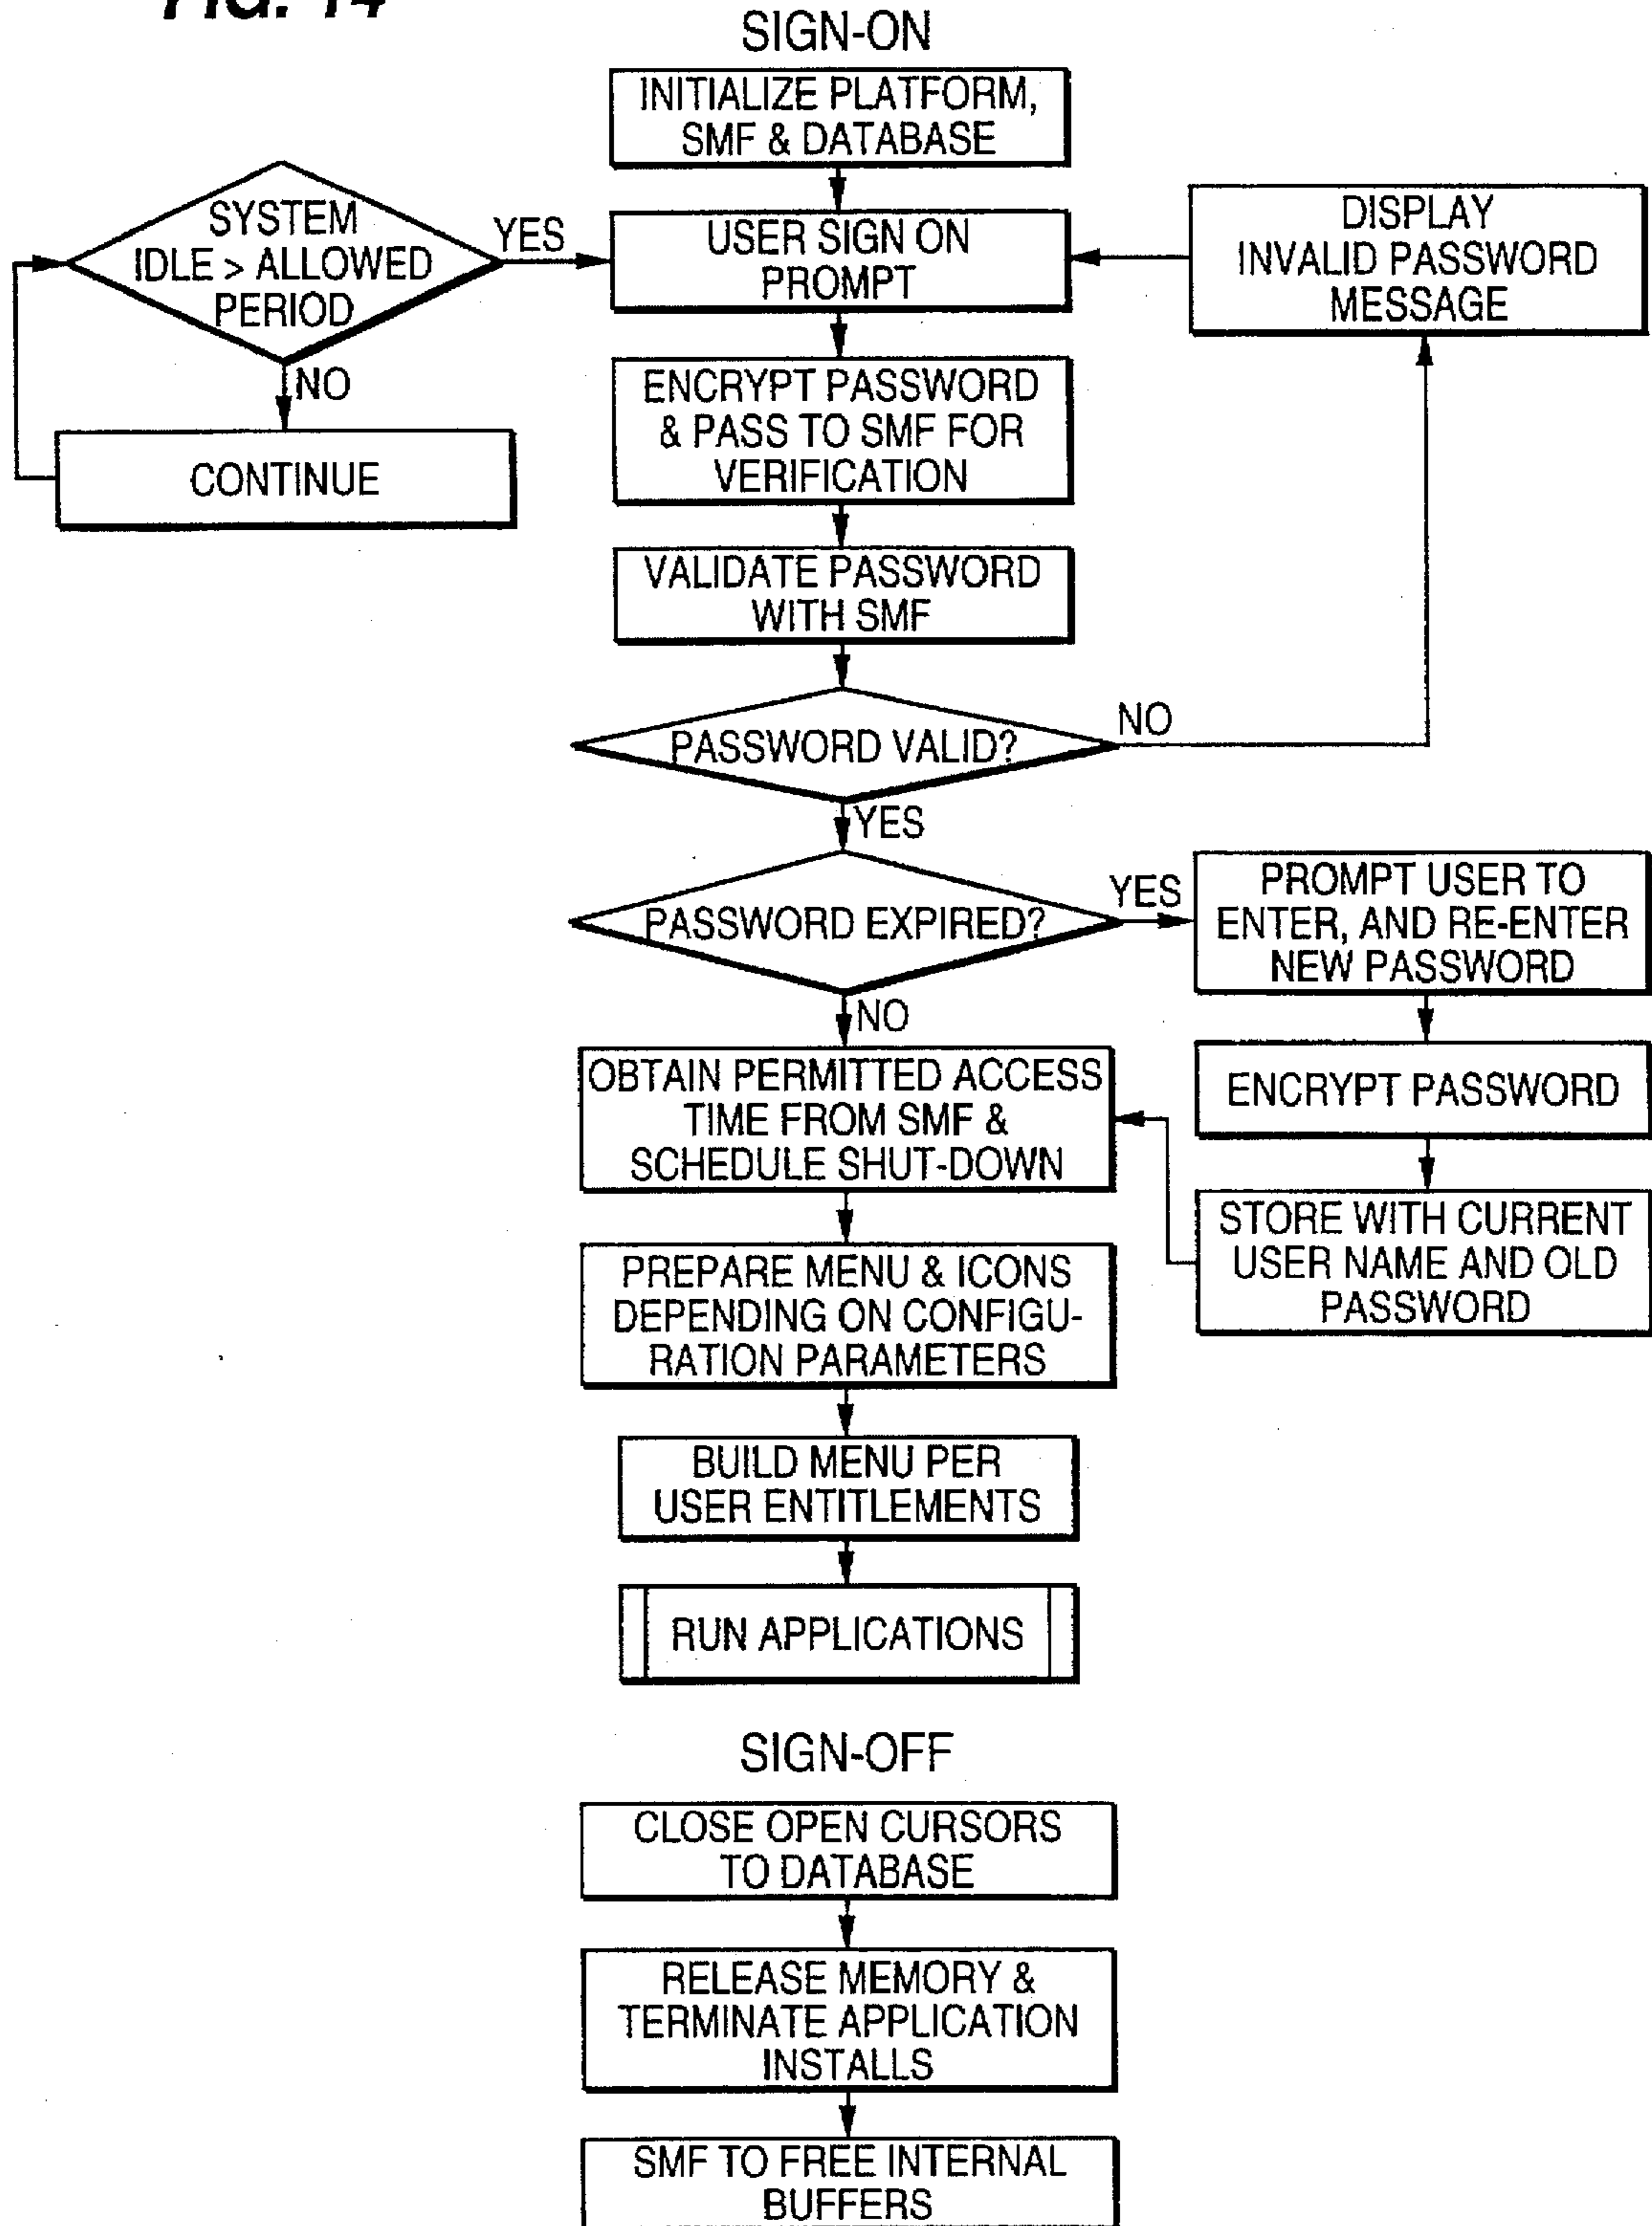 FIG. 14
SIGN-ON
INITIALIZE PLATFORM,
SMF & DATABASE
SYSTEM
IDLE > ALLOWED
PERIOD
YES
USER SIGN ON
PROMPT
DISPLAY
INVALID PASSWORD
MESSAGE
NO
CONTINUE
ENCRYPT PASSWORD
& PASS TO SMF FOR
VERIFICATION
VALIDATE PASSWORD
WITH SMF
PASSWORD VALID?
NO
YES
PASSWORD EXPIRED?
YES
PROMPT USER TO
ENTER, AND RE-ENTER
NEW PASSWORD
NO
ENCRYPT PASSWORD
STORE WITH CURRENT
USER NAME AND OLD
PASSWORD
OBTAIN PERMITTED ACCESS
TIME FROM SMF &
SCHEDULE SHUT-DOWN
PREPARE MENU & ICONS
DEPENDING ON CONFIGU-
RATION PARAMETERS
BUILD MENU PER
USER ENTITLEMENTS
RUN APPLICATIONS
SIGN-OFF
CLOSE OPEN CURSORS
TO DATABASE
RELEASE MEMORY &
TERMINATE APPLICATION
INSTALLS
SMF TO FREE INTERNAL
BUFFERS